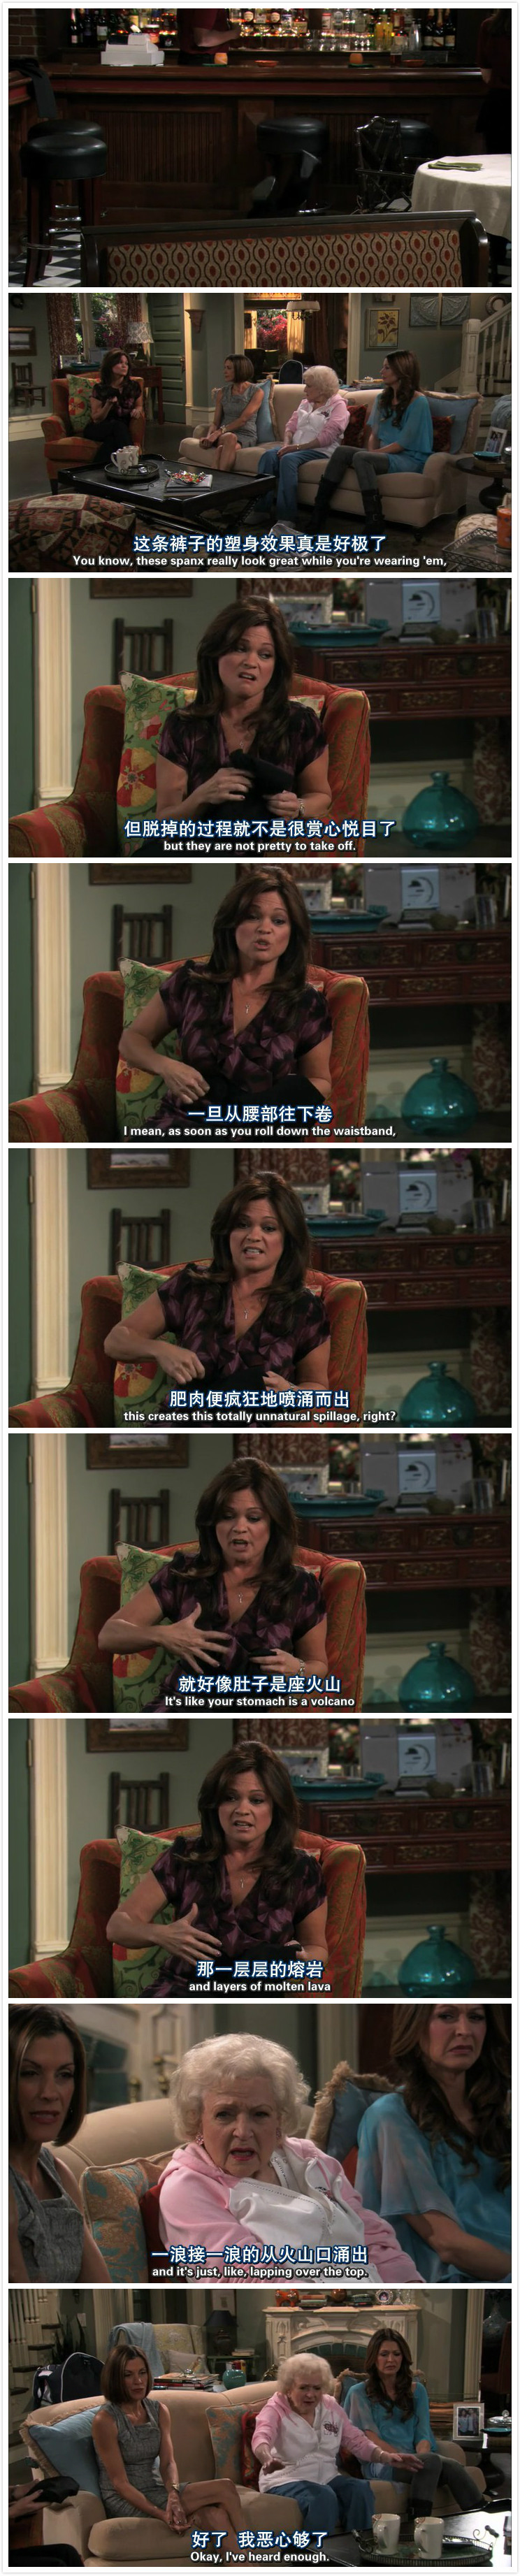 这条裤子的塑身效果真是好极了
You know, these spanx really look great while you're wearing 'em,
但脱掉的过程就不是很赏心悦目了
but they are not pretty to take off.
一旦从腰部往下卷
I mean, as soon as you roll down the waistband,
肥肉便疯狂地喷涌而出
this creates this totally unnatural spillage, right?
就好像肚子是座火山
It's like your stomach is a volcano
那一层层的熔岩
and layers of molten lava
一浪接一浪的从火山口涌出
and it's just, like, lapping over the top.
好了 我恶心够了
Okay, I've heard enough.